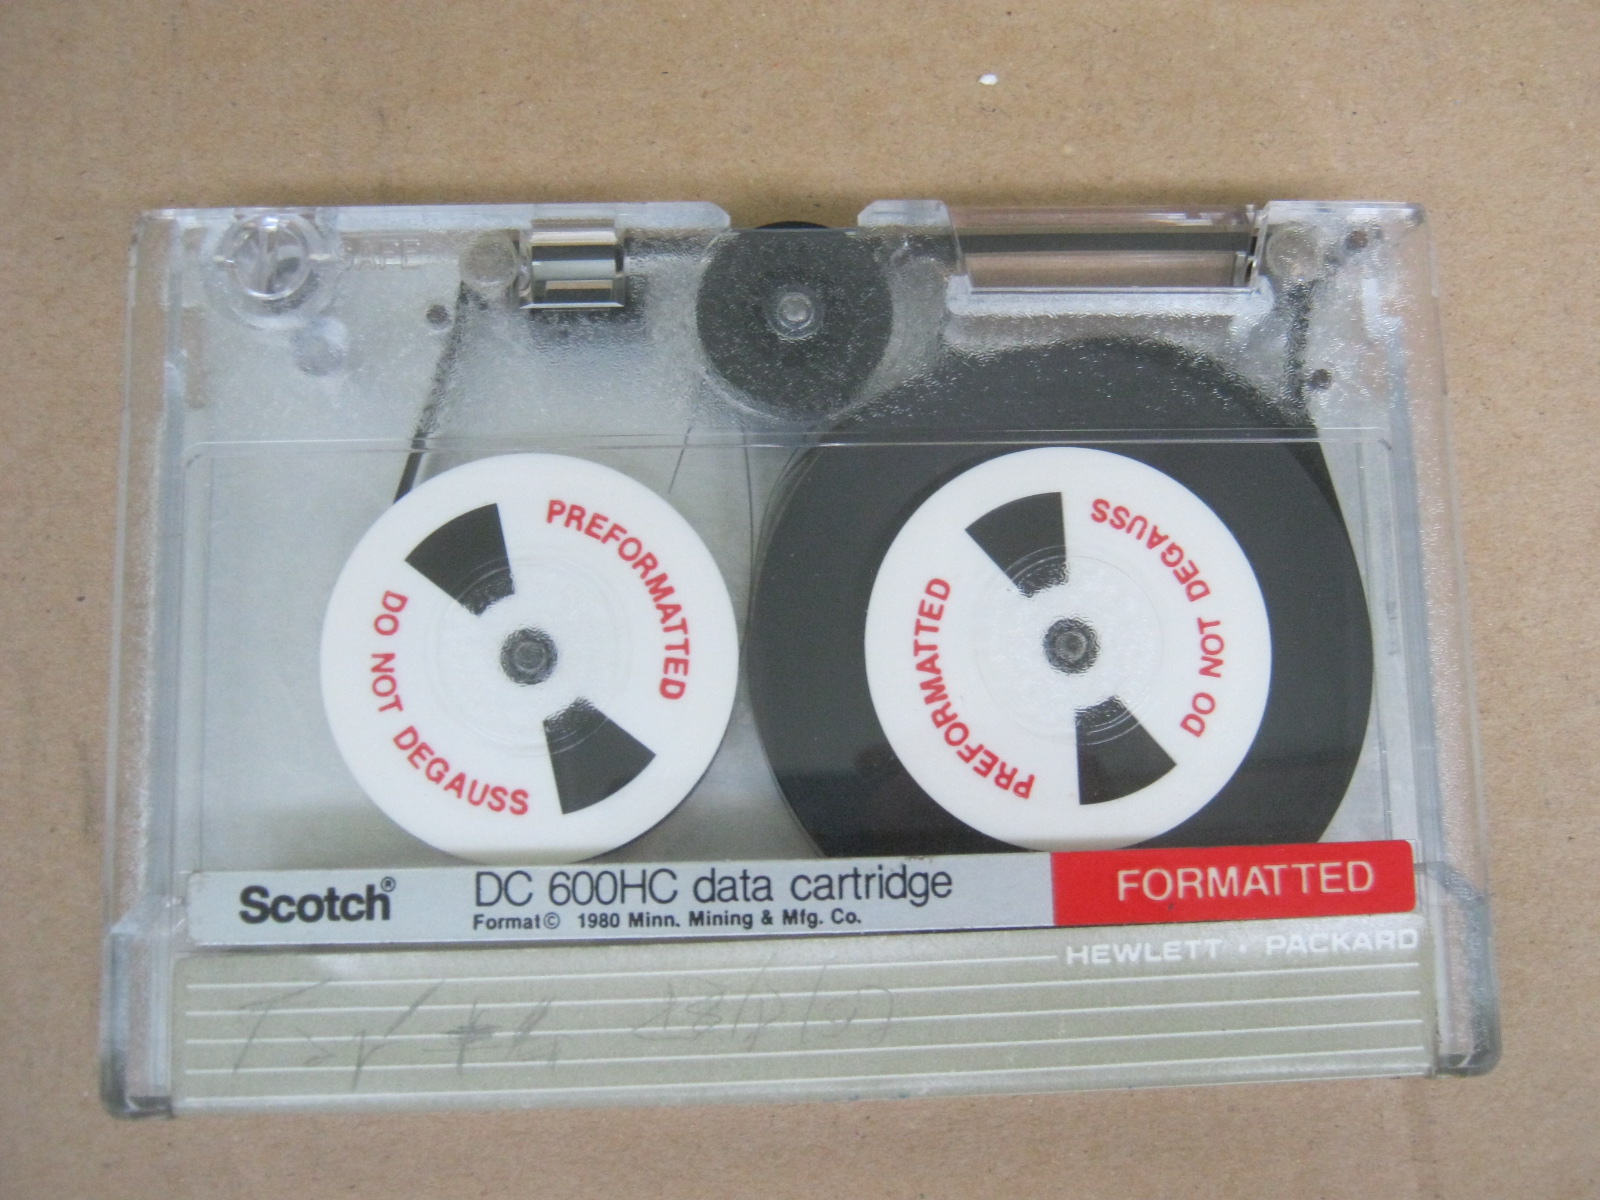 SAFE
PREFORMATTED
DO NOT DEGAUSS
PREFORMATTED
DO NOT DEGAUSS
Scotch® DC 600HC data cartridge FORMATTED
Format© 1980 Minn. Mining & Mfg. Co.
HEWLETT · PACKARD